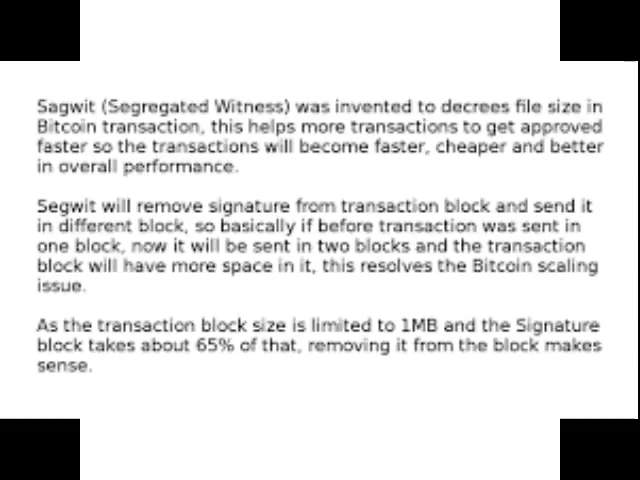 Sagwit (Segregated Witness) was invented to decrees file size in
Bitcoin transaction, this helps more transactions to get approved
faster so the transactions will become faster, cheaper and better
in overall performance.
Segwit will remove signature from transaction block and send it
in different block, so basically if before transaction was sent in
one block, now it will be sent in two blocks and the transaction
block will have more space in it, this resolves the Bitcoin scaling
issue.
As the transaction block size is limited to 1MB and the Signature
block takes about 65% of that, removing it from the block makes
sense.